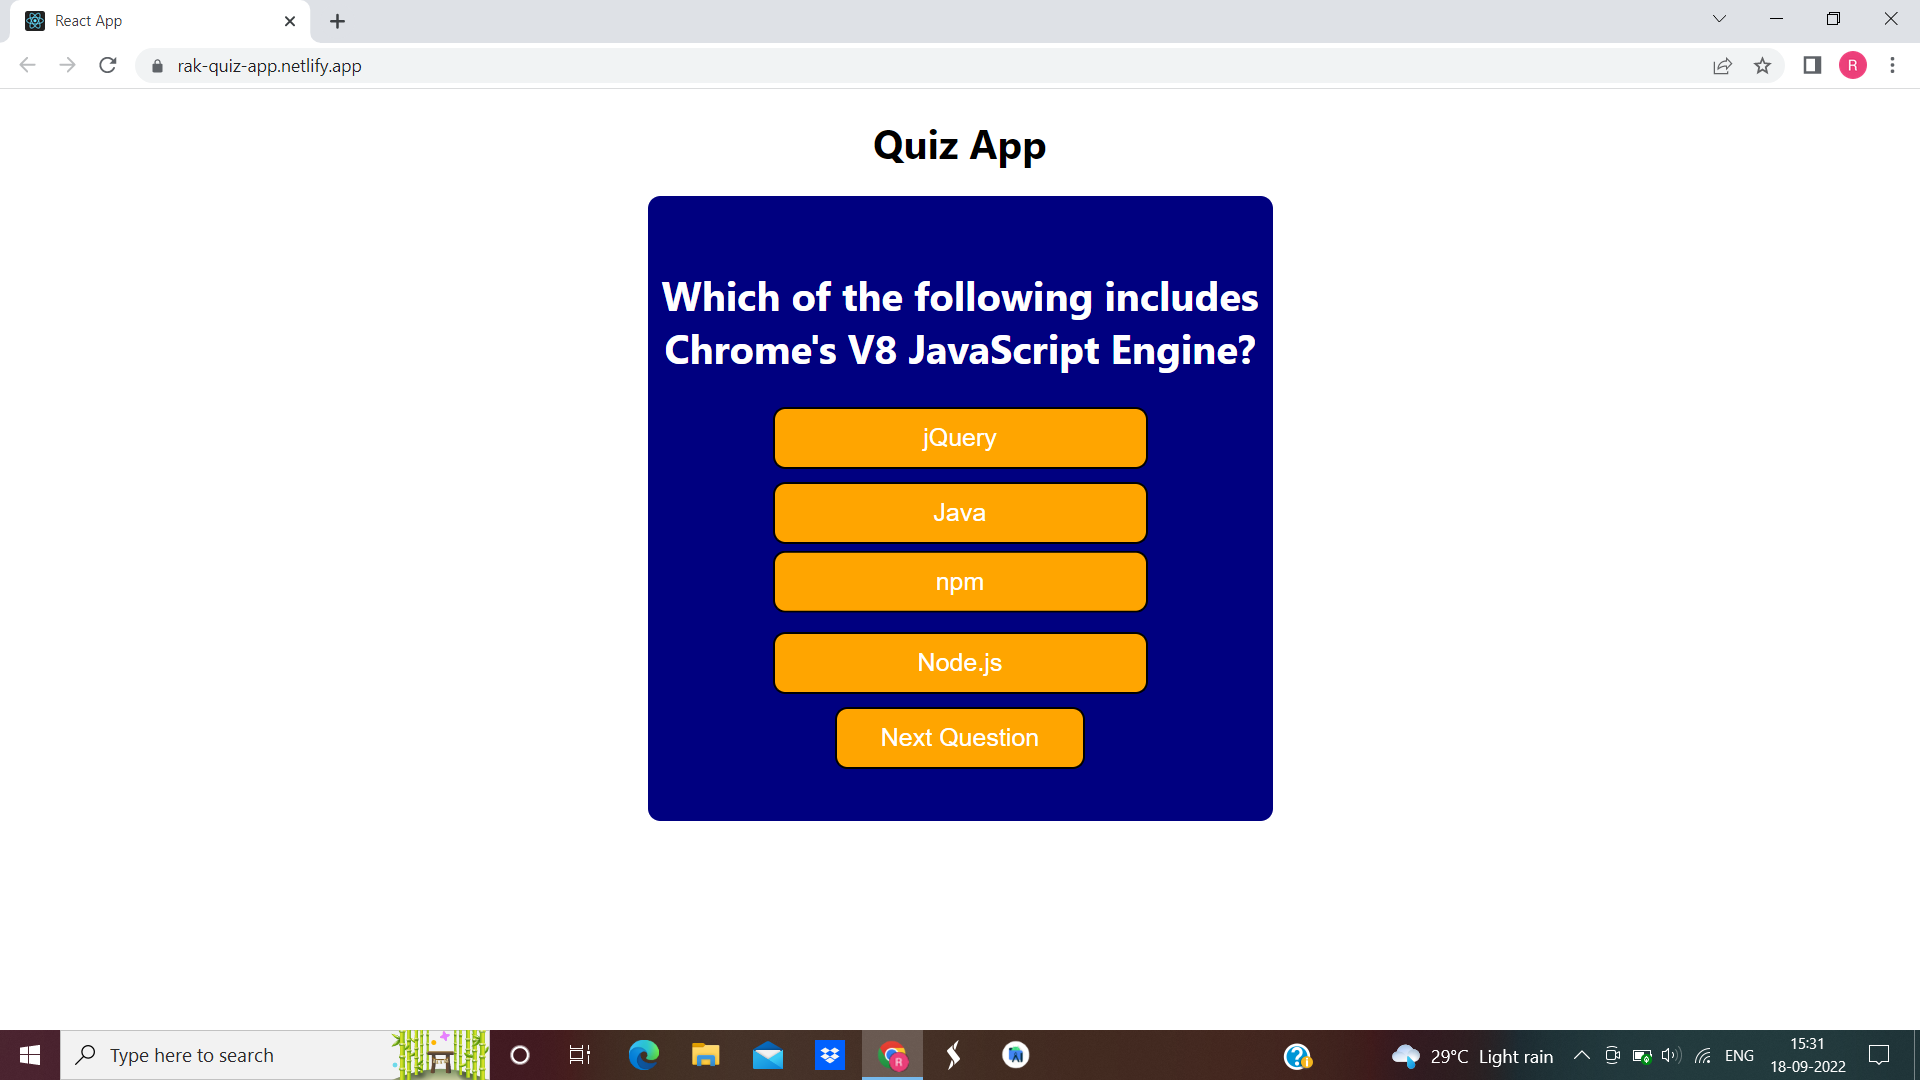 React App
rak-quiz-app.netlify.app
R
Quiz App
Which of the following includes
Chrome's V8 JavaScript Engine?
jQuery
Java
npm
Node.js
Next Question
Type here to search
R
29°C Light rain
ENG
15:31
18-09-2022